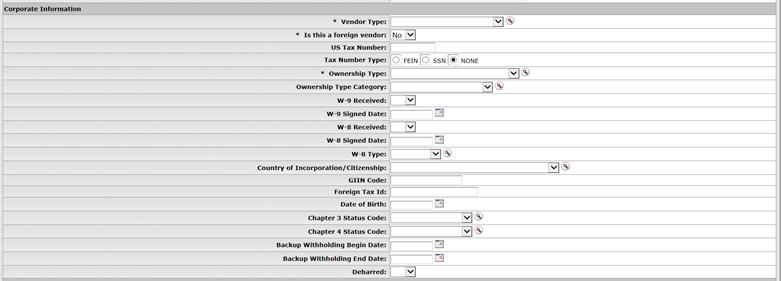 Corporate Information
* Vendor Type:
* Is this a foreign vendor: No
US Tax Number:
Tax Number Type: FEIN SSN NONE
* Ownership Type:
Ownership Type Category:
W-9 Received:
W-9 Signed Date:
W-8 Received:
W-8 Signed Date:
W-8 Type:
Country of Incorporation/Citizenship:
GIIN Code:
Foreign Tax Id:
Date of Birth:
Chapter 3 Status Code:
Chapter 4 Status Code:
Backup Withholding Begin Date:
Backup Withholding End Date:
Debarred: